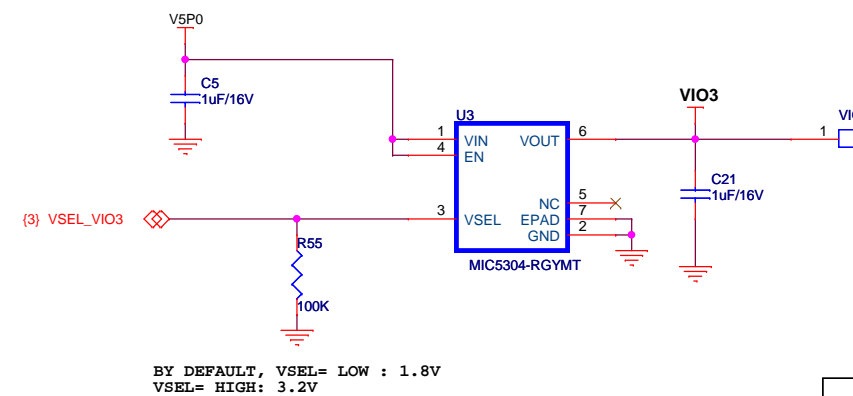 V5P0
C5
1uF/16V
VIO3
U3
1 VIN VOUT 6
4 EN
1
C21
1uF/16V
NC 5
{3} VSEL_VIO3
3 VSEL EPAD 7
GND 2
R55
MIC5304-RGYMT
100K
BY DEFAULT, VSEL= LOW : 1.8V
VSEL= HIGH: 3.2V